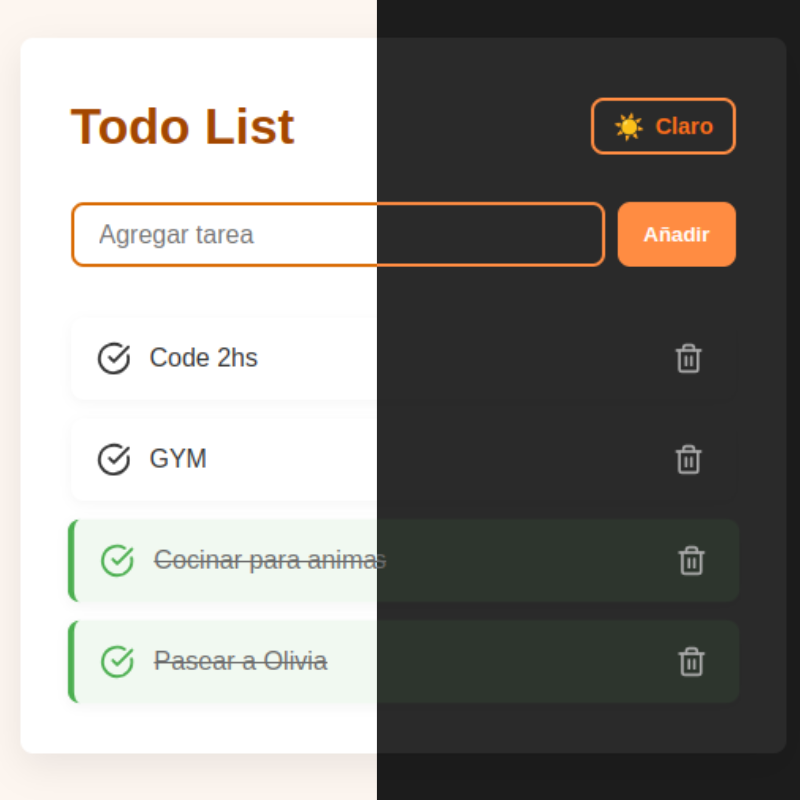 Todo List
Claro
Agregar tarea
Añadir
Code 2hs
GYM
Cocinar para animas
Pasear a Olivia